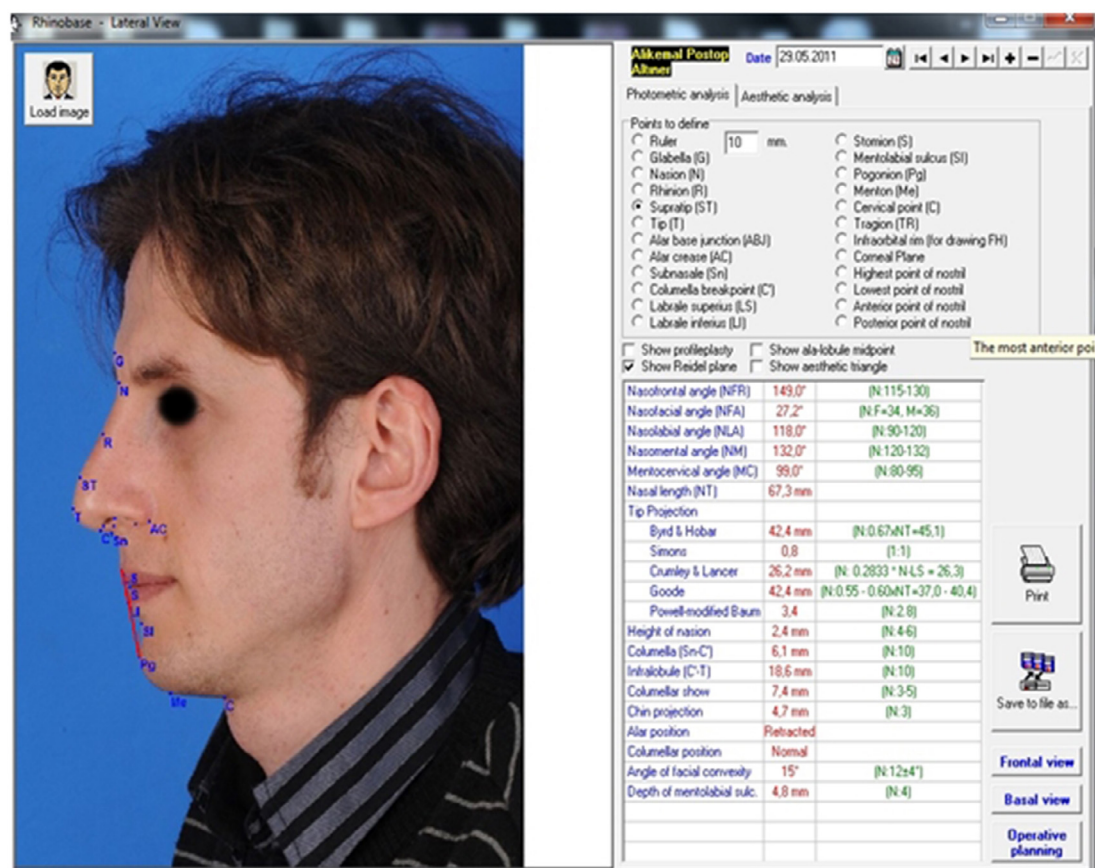 Rhinobase - Lateral View
Load image
Alikemal Postop
Altıner
Date 29.05.2011
Photometric analysis Aesthetic analysis
Points to define
Ruler 10 mm.
Glabella (G)
Nasion (N)
Rhinion (R)
Supratip (ST)
Tip (T)
Alar base junction (ABJ)
Alar crease (AC)
Subnasale (Sn)
Columella breakpoint (C')
Labrale superius (LS)
Labrale inferius (LI)
Stomion (S)
Mentolabial sulcus (SI)
Pogonion (Pg)
Menton (Me)
Cervical point (C)
Tragion (TR)
Infraorbital rim (for drawing FH)
Corneal Plane
Highest point of nostril
Lowest point of nostril
Anterior point of nostril
Posterior point of nostril
The most anterior poi
Show profileplasty Show ala-lobule midpoint
Show Reidel plane Show aesthetic triangle
Nasofrontal angle (NFR) 149,0° (N:115-130)
Nasofacial angle (NFA) 27,2° (N:F=34, M=36)
Nasolabial angle (NLA) 118,0° (N:90-120)
Nasomental angle (NM) 132,0° (N:120-132)
Mentocervical angle (MC) 99,0° (N:80-95)
Nasal length (NT) 67,3 mm
Tip Projection
Byrd & Hobar 42,4 mm (N:0.67xNT=45,1)
Simons 0,8 (1:1)
Crumley & Lancer 26,2 mm (N: 0.2833 * N-LS = 26,3)
Goode 42,4 mm (N:0.55 - 0.60xNT=37,0 - 40,4)
Powell-modified Baum 3,4 (N:2.8)
Height of nasion 2,4 mm (N:4-6)
Columella (Sn-C') 6,1 mm (N:10)
Infralobule (C'-T) 18,6 mm (N:10)
Columellar show 7,4 mm (N:3-5)
Chin projection 4,7 mm (N:3)
Alar position Retracted
Columellar position Normal
Angle of facial convexity 15° (N:12±4°)
Depth of mentolabial sulc. 4,8 mm (N:4)
Print
Save to file as...
Frontal view
Basal view
Operative
planning
G
N
R
ST
T
AC
C'
Sn
S
SI
Pg
Me
C